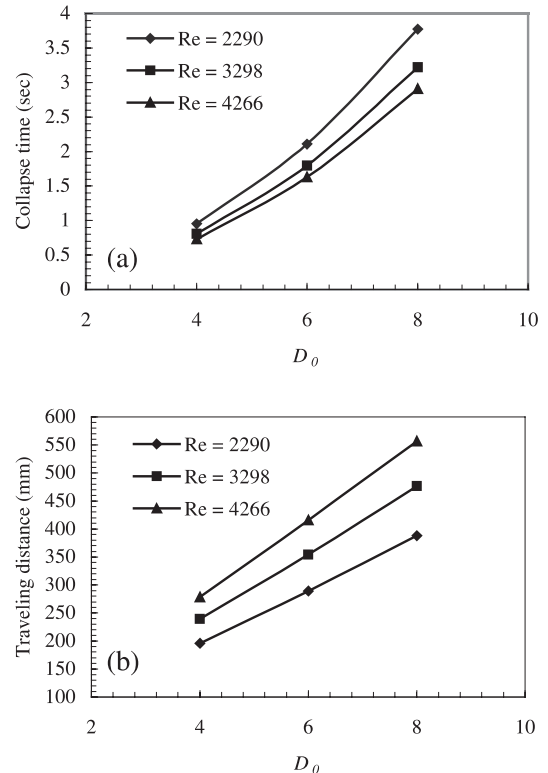 4
3.5
3
2.5
2
1.5
1
0.5
0
Collapse time (sec)
Re = 2290
Re = 3298
Re = 4266
(a)
2 4 6 8 10
D0
600
550
500
450
400
350
300
250
200
150
100
Traveling distance (mm)
Re = 2290
Re = 3298
Re = 4266
(b)
2 4 6 8 10
D0